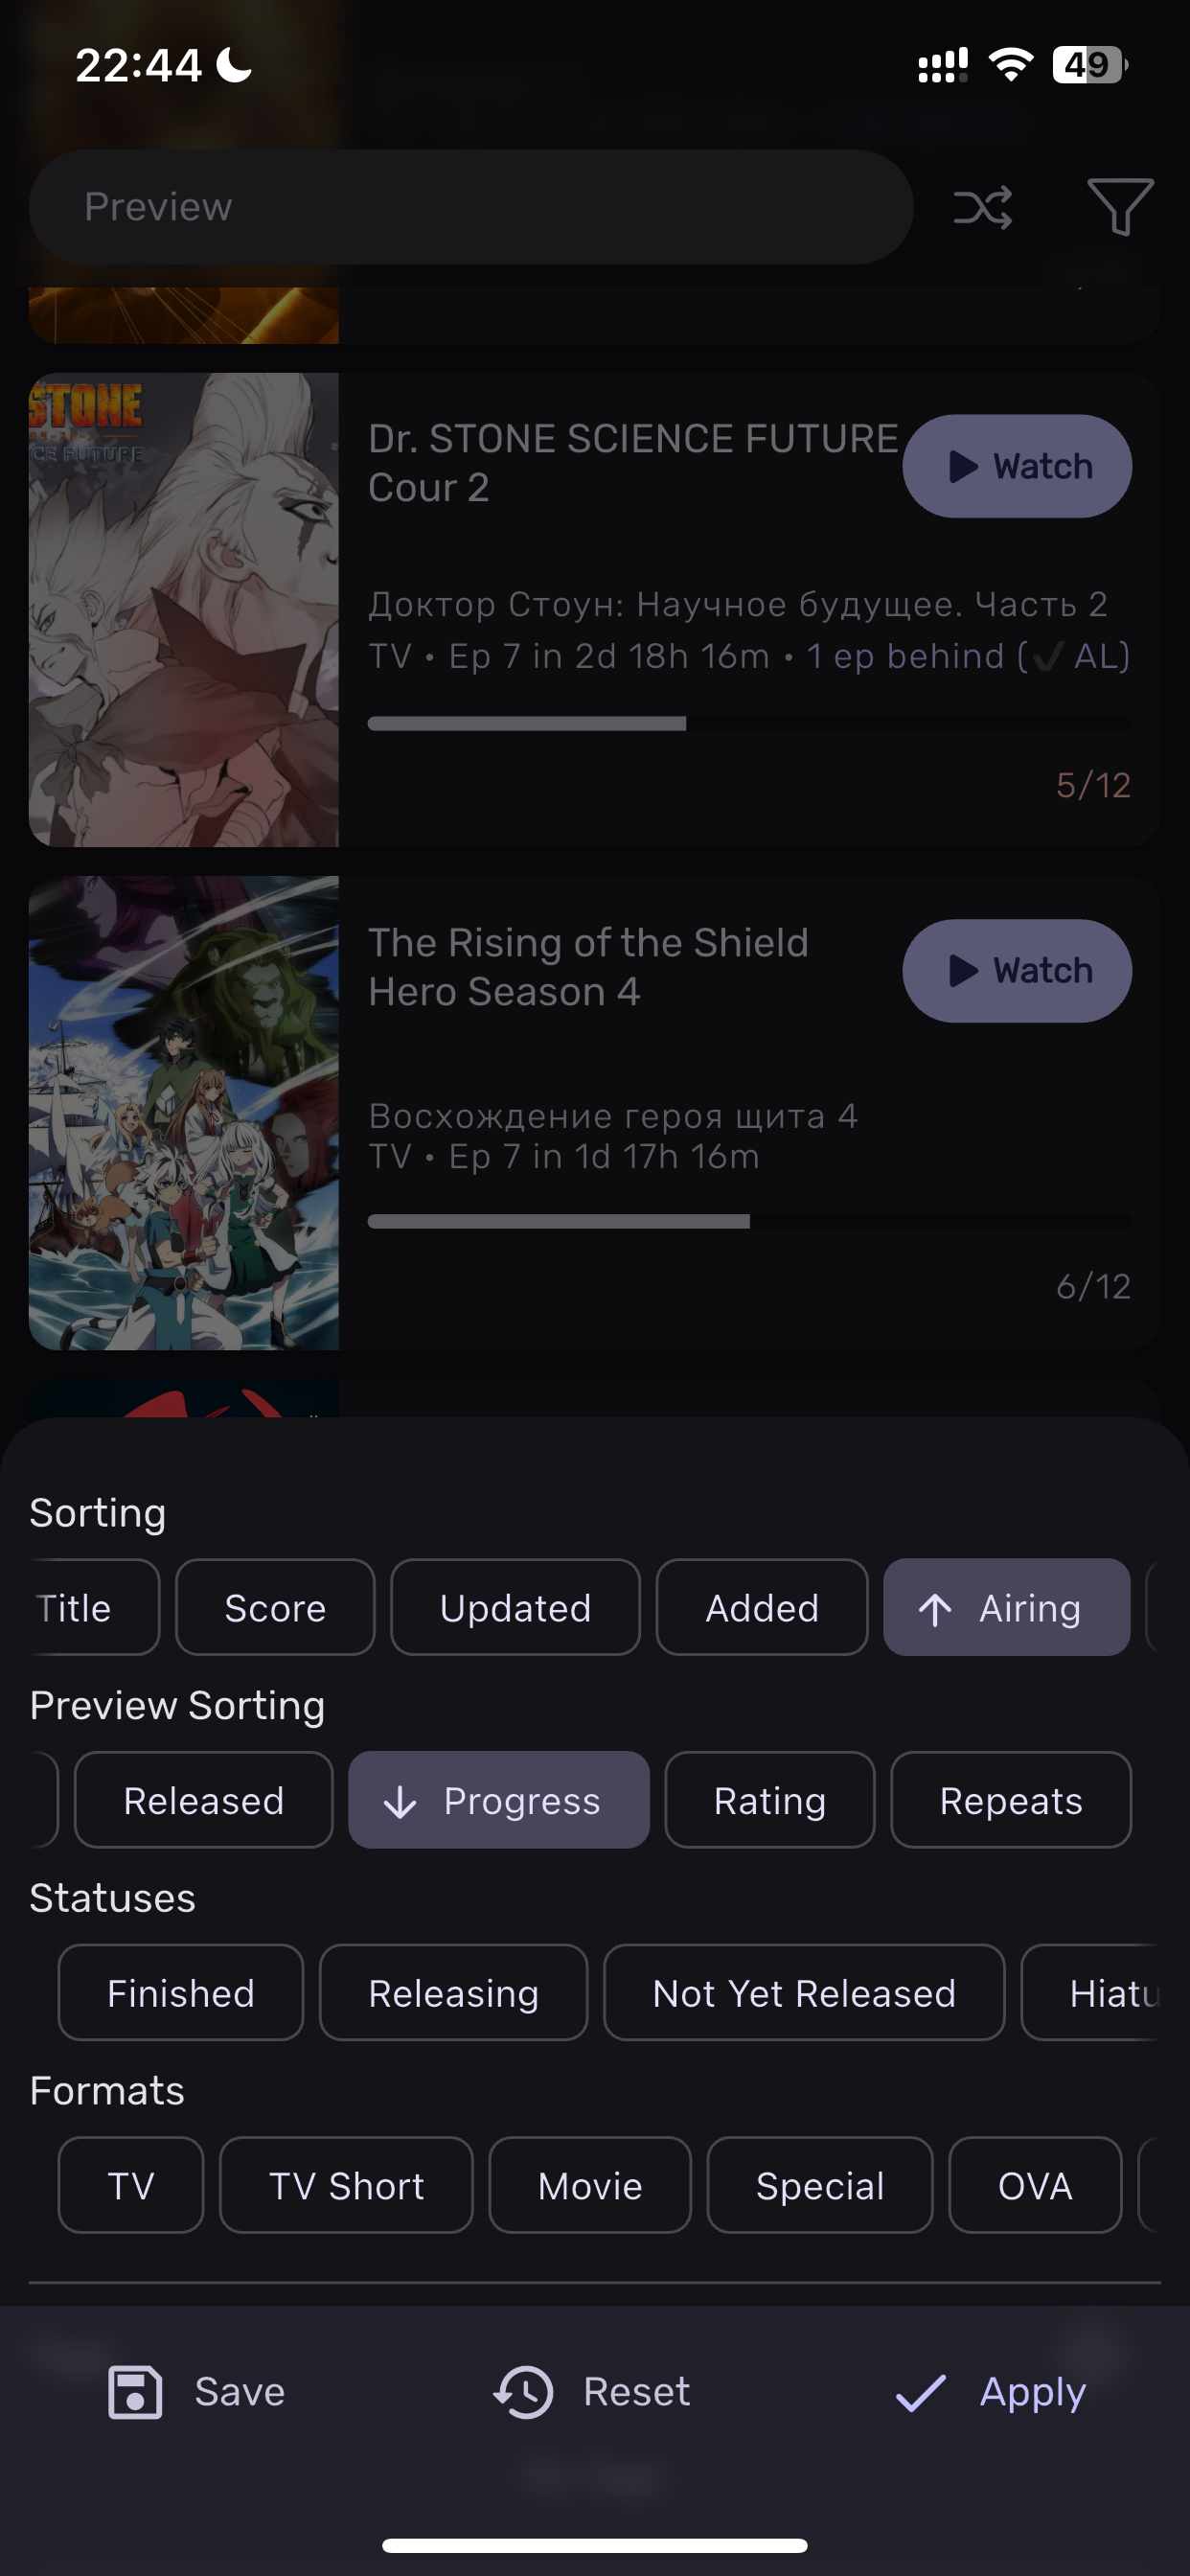 22:44
49
Preview
STONE
CE FUTURE
Dr. STONE SCIENCE FUTURE
Cour 2
Watch
Доктор Стоун: Научное будущее. Часть 2
TV • Ep 7 in 2d 18h 16m • 1 ep behind (✓ AL)
5/12
The Rising of the Shield
Hero Season 4
Watch
Восхождение героя щита 4
TV • Ep 7 in 1d 17h 16m
6/12
Sorting
Title Score Updated Added Airing
Preview Sorting
Released Progress Rating Repeats
Statuses
Finished Releasing Not Yet Released Hiatu
Formats
TV TV Short Movie Special OVA
Save Reset Apply